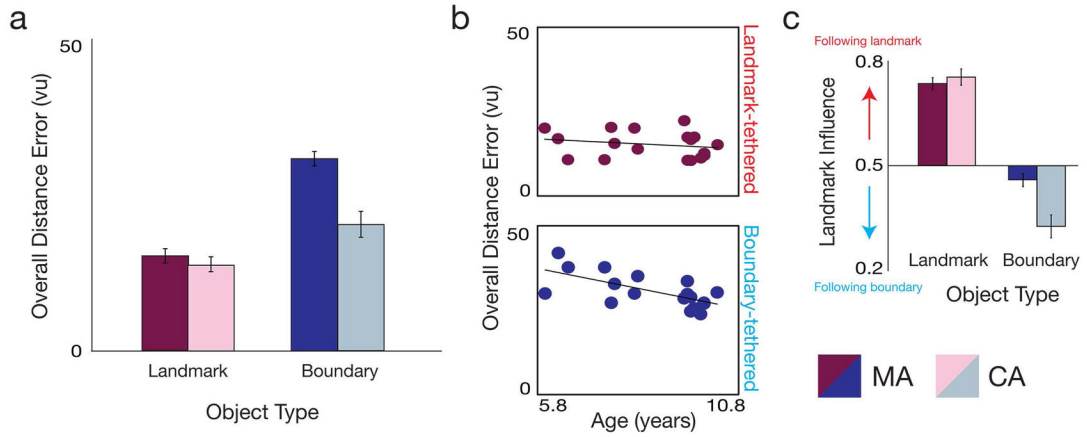 a
50
Overall Distance Error (vu)
0
Landmark
Boundary
Object Type
b
50
0
Landmark-tethered
Overall Distance Error (vu)
50
0
Boundary-tethered
5.8
10.8
Age (years)
c
Following landmark
0.8
Landmark Influence
0.5
0.2
Following boundary
Landmark
Boundary
Object Type
MA
CA